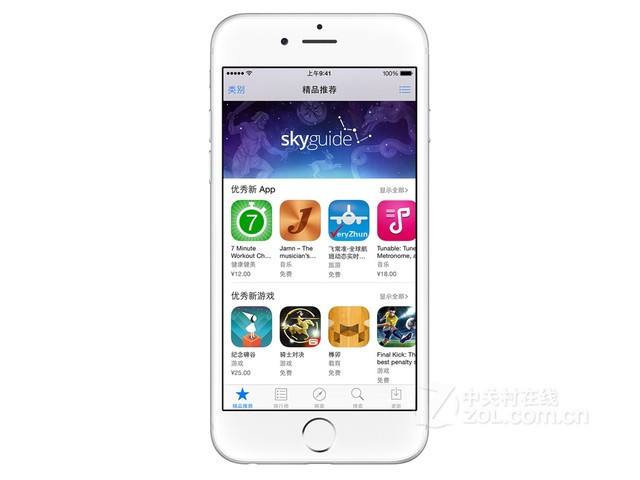 上午9:41
100%
类别
精品推荐
skyguide
优秀新 App
显示全部>
7
J
veryZhun
7 Minute
Workout Ch...
健康健美
¥12.00
Jamn – The
musician's...
音乐
免费
飞常准-全球航
班动态实时...
旅游
免费
Tunable: Tune
Metronome, a
音乐
¥18.00
优秀新游戏
显示全部>
纪念碑谷
游戏
¥25.00
骑士对决
游戏
免费
榫卯
教育
免费
Final Kick: The
best penalty s
游戏
免费
精品推荐
排行榜
搜索
更新
中关村在线
ZOL.com.cn